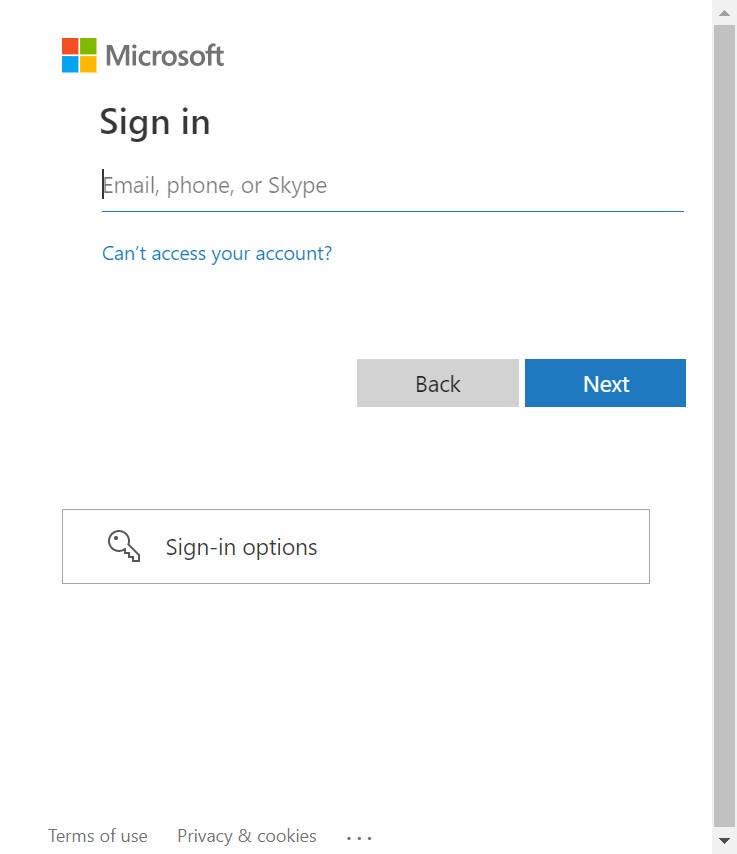 Microsoft
Sign in
Email, phone, or Skype
Can’t access your account?
Back Next
Sign-in options
Terms of use Privacy & cookies ...